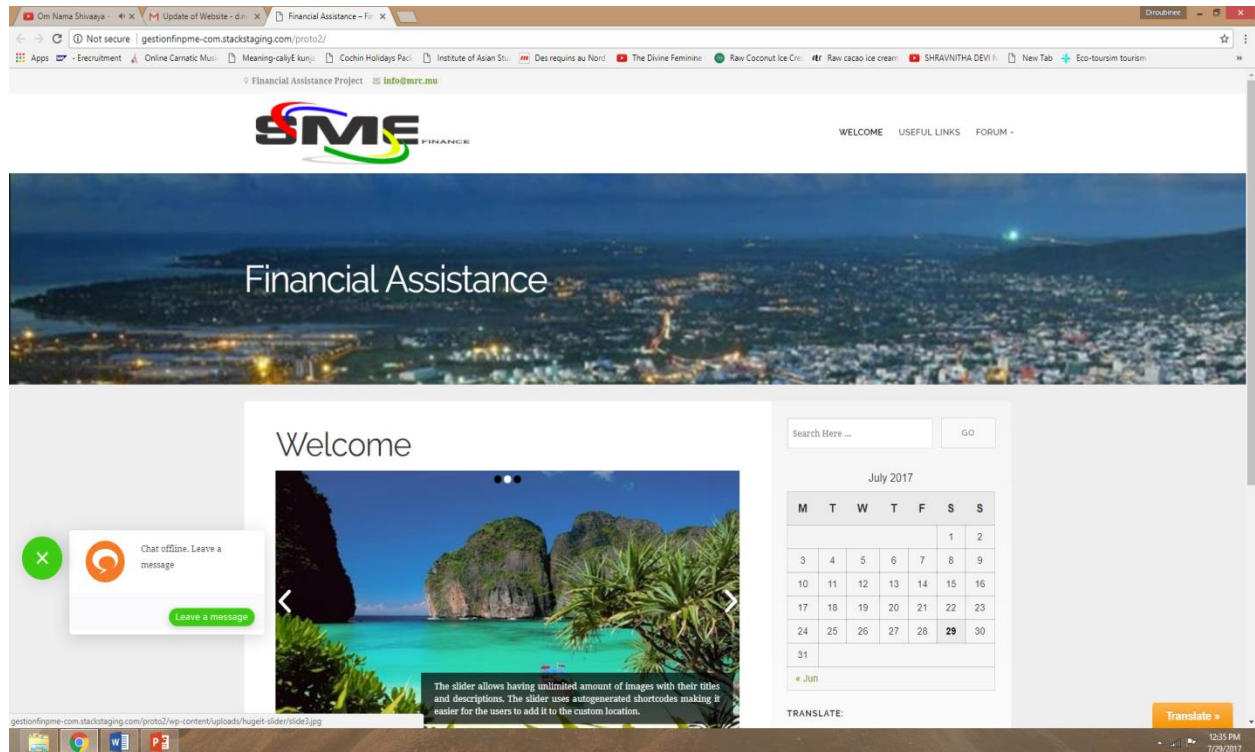 Om Nama Shivaaya -
Update of Website - d
Financial Assistance – Fi
Diroubinee
Not secure | gestionfinpme-com.stackstaging.com/proto2/
Apps
- Erecruitment
Online Carnatic Musi
Meaning-caliyE kunja
Cochin Holidays Pack
Institute of Asian Stu
Des requins au Nord
The Divine Feminine
Raw Coconut Ice Cre
Raw cacao ice cream
SHRAVNITHA DEVI
New Tab
Eco-toursim tourism
»
Financial Assistance Project info@mrc.mu
SME FINANCE
WELCOME USEFUL LINKS FORUM
Financial Assistance
Welcome
The slider allows having unlimited amount of images with their titles
and descriptions. The slider uses autogenerated shortcodes making it
easier for the users to add it to the custom location.
Search Here ...
GO
July 2017
M T W T F S S
1 2
3 4 5 6 7 8 9
10 11 12 13 14 15 16
17 18 19 20 21 22 23
24 25 26 27 28 29 30
31
« Jun
TRANSLATE:
Chat offline. Leave a
message
Leave a message
Translate »
gestionfinpme-com.stackstaging.com/proto2/wp-content/uploads/hugeit-slider/slide3.jpg
12:35 PM
7/29/2017